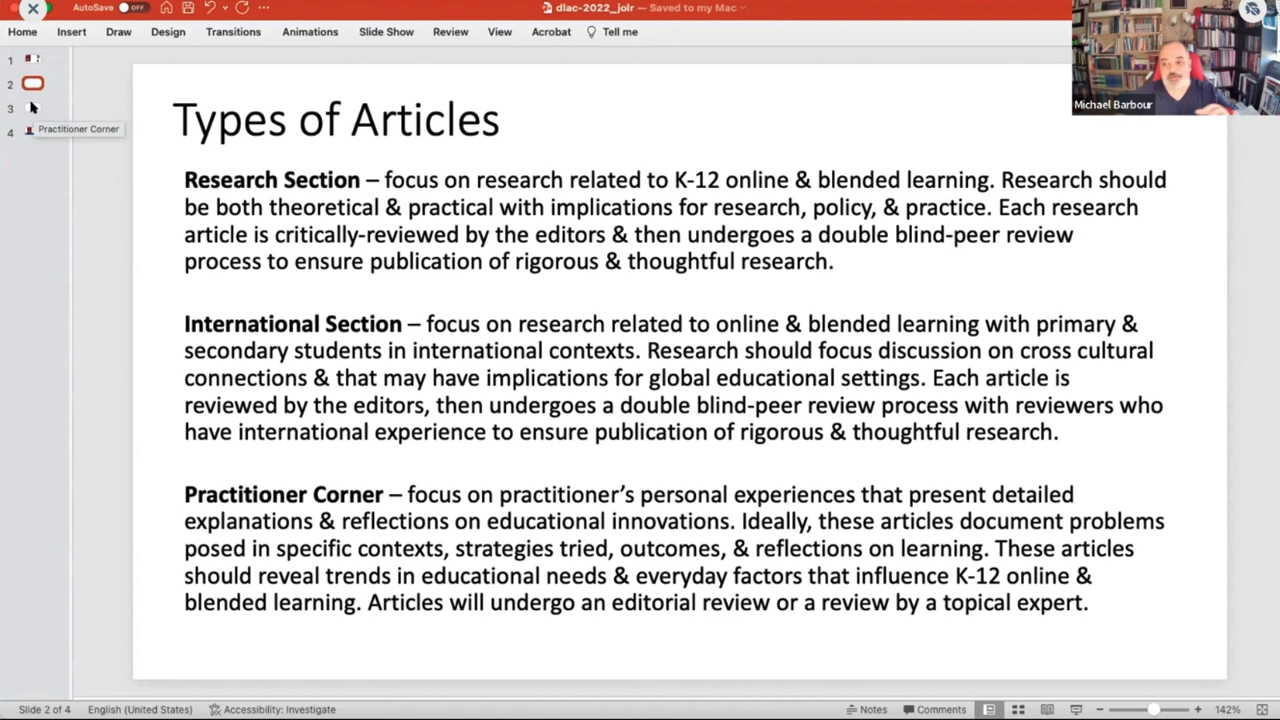 AutoSave OFF
dlac-2022_jolr — Saved to my Mac
Home Insert Draw Design Transitions Animations Slide Show Review View Acrobat Tell me
Michael Barbour
1
2
3
4
Practitioner Corner
Types of Articles
Research Section – focus on research related to K-12 online & blended learning. Research should
be both theoretical & practical with implications for research, policy, & practice. Each research
article is critically-reviewed by the editors & then undergoes a double blind-peer review
process to ensure publication of rigorous & thoughtful research.
International Section – focus on research related to online & blended learning with primary &
secondary students in international contexts. Research should focus discussion on cross cultural
connections & that may have implications for global educational settings. Each article is
reviewed by the editors, then undergoes a double blind-peer review process with reviewers who
have international experience to ensure publication of rigorous & thoughtful research.
Practitioner Corner – focus on practitioner’s personal experiences that present detailed
explanations & reflections on educational innovations. Ideally, these articles document problems
posed in specific contexts, strategies tried, outcomes, & reflections on learning. These articles
should reveal trends in educational needs & everyday factors that influence K-12 online &
blended learning. Articles will undergo an editorial review or a review by a topical expert.
Slide 2 of 4 English (United States) Accessibility: Investigate Notes Comments 142%